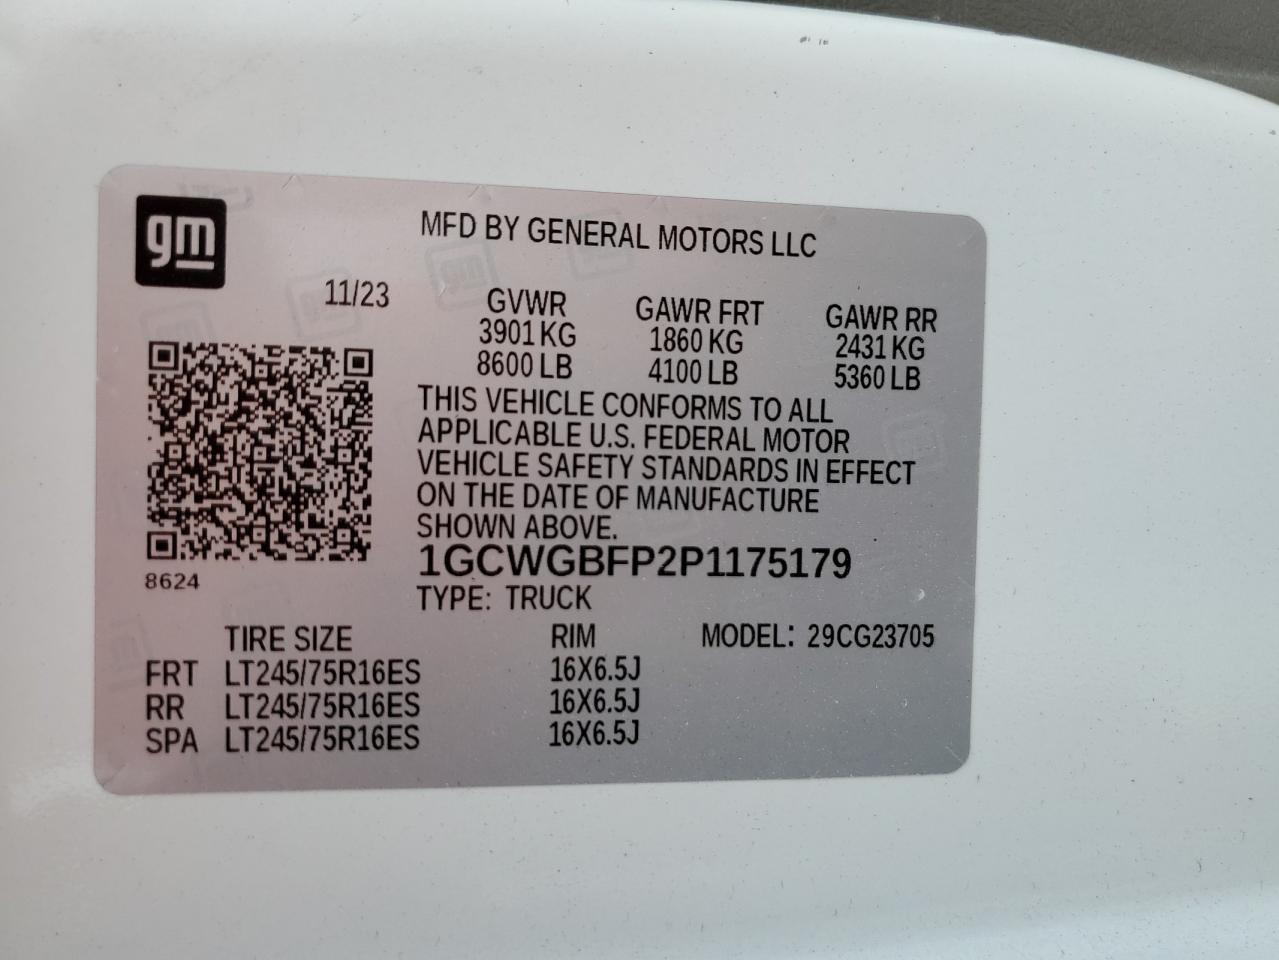 gm
MFD BY GENERAL MOTORS LLC
11/23
GVWR GAWR FRT GAWR RR
3901 KG 1860 KG 2431 KG
8600 LB 4100 LB 5360 LB
THIS VEHICLE CONFORMS TO ALL
APPLICABLE U.S. FEDERAL MOTOR
VEHICLE SAFETY STANDARDS IN EFFECT
ON THE DATE OF MANUFACTURE
SHOWN ABOVE.
1GCWGBFP2P1175179
8624
TYPE: TRUCK
TIRE SIZE RIM MODEL: 29CG23705
FRT LT245/75R16ES 16X6.5J
RR LT245/75R16ES 16X6.5J
SPA LT245/75R16ES 16X6.5J